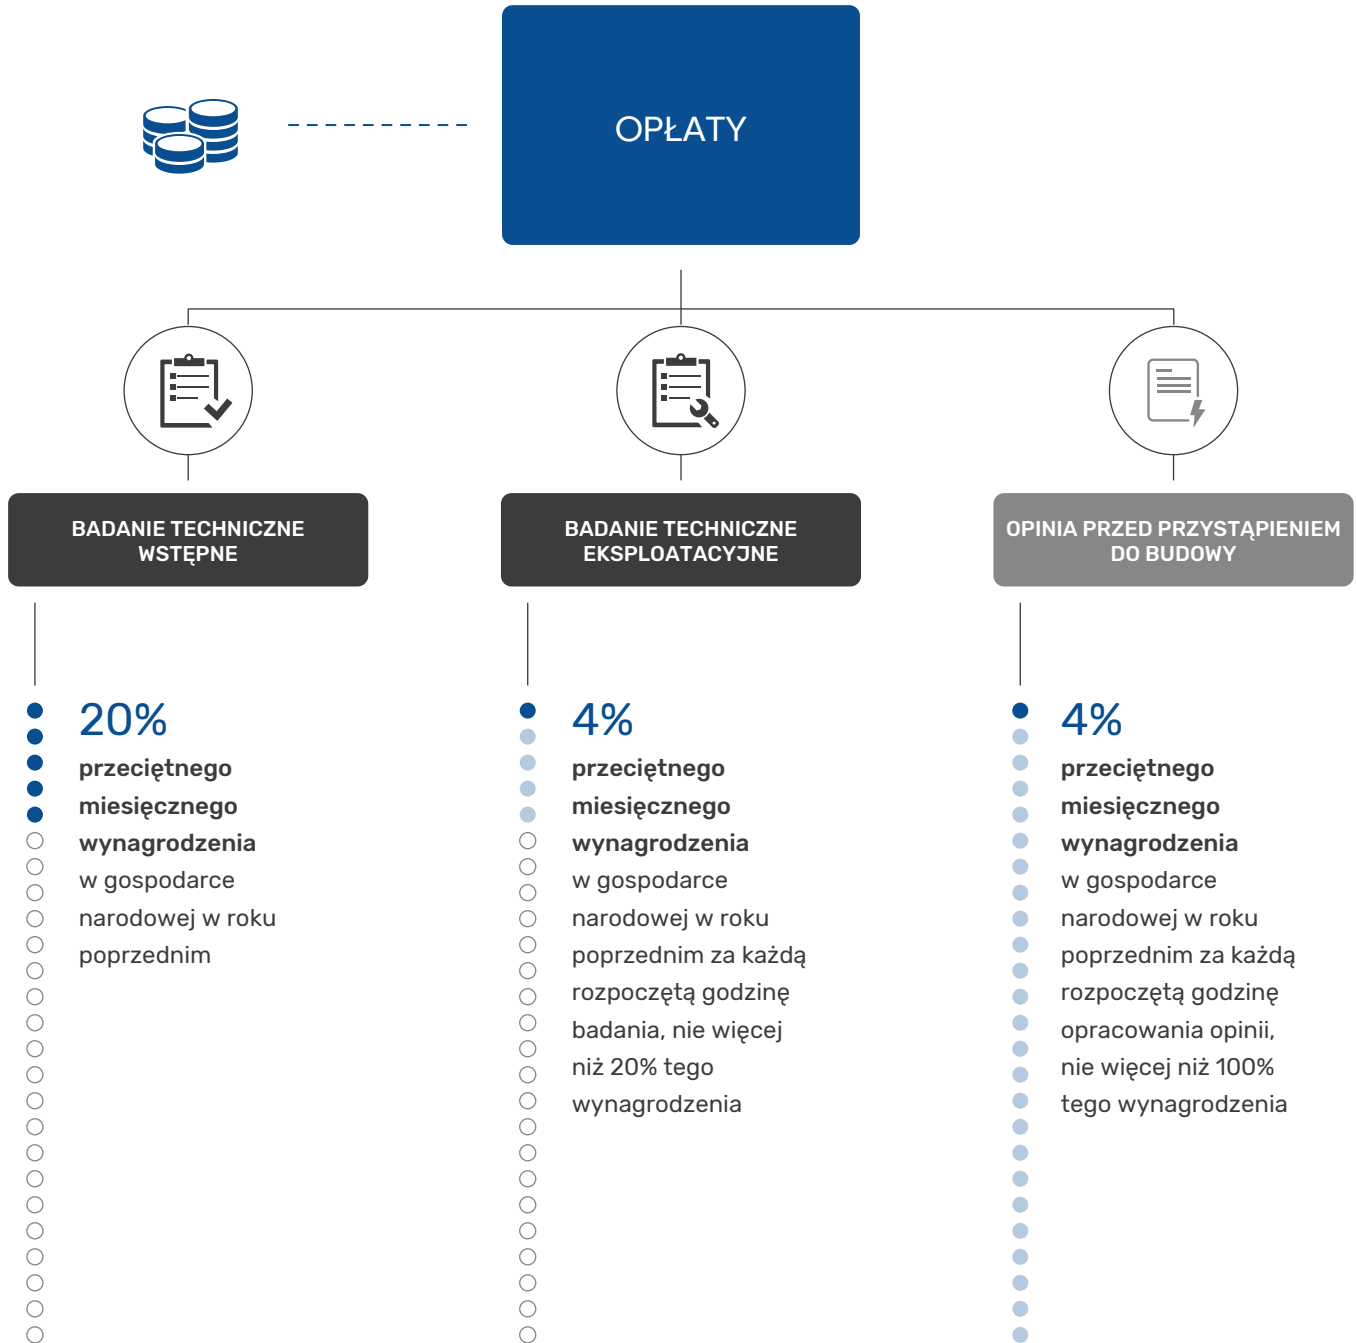 OPŁATY
BADANIE TECHNICZNE
WSTĘPNE
20%
przeciętnego
miesięcznego
wynagrodzenia
w gospodarce
narodowej w roku
poprzednim
BADANIE TECHNICZNE
EKSPLOATACYJNE
4%
przeciętnego
miesięcznego
wynagrodzenia
w gospodarce
narodowej w roku
poprzednim za każdą
rozpoczętą godzinę
badania, nie więcej
niż 20% tego
wynagrodzenia
OPINIA PRZED PRZYSTĄPIENIEM
DO BUDOWY
4%
przeciętnego
miesięcznego
wynagrodzenia
w gospodarce
narodowej w roku
poprzednim za każdą
rozpoczętą godzinę
opracowania opinii,
nie więcej niż 100%
tego wynagrodzenia